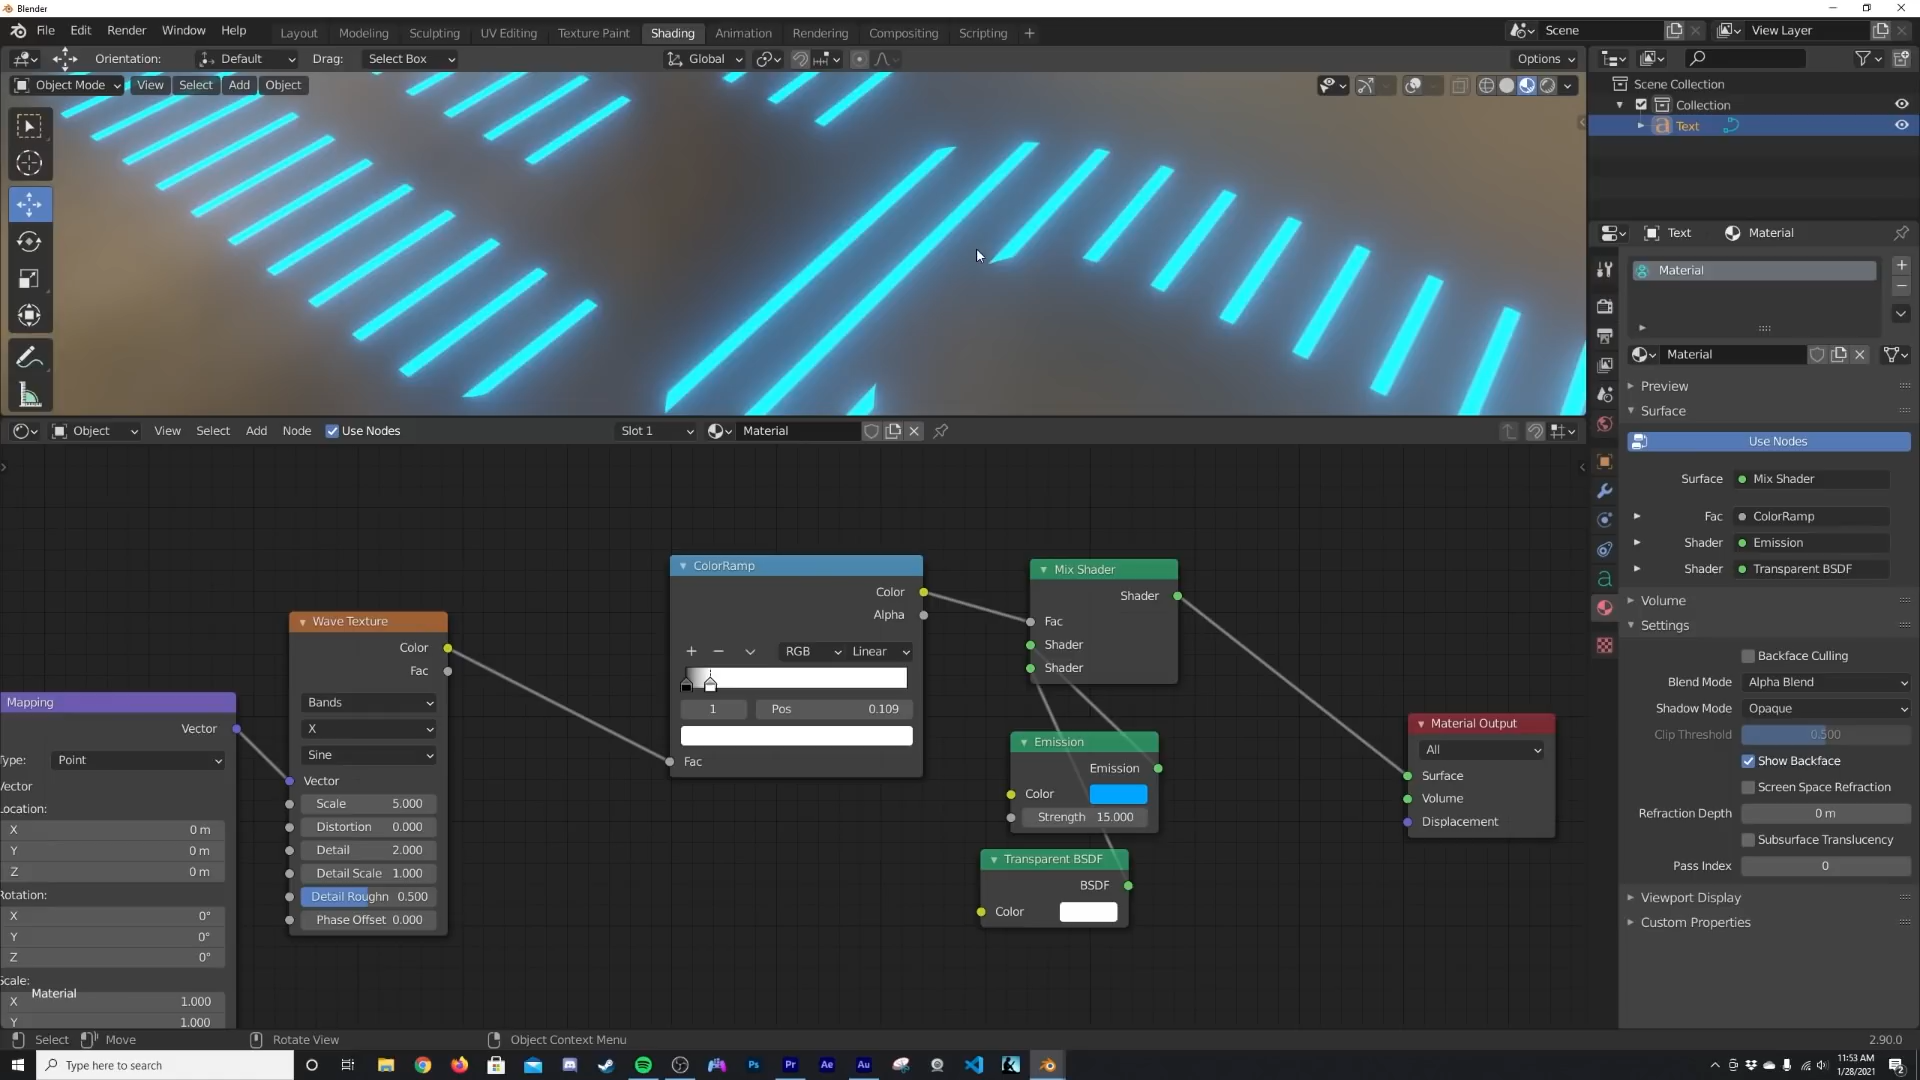 Blender
File Edit Render Window Help Layout Modeling Sculpting UV Editing Texture Paint Shading Animation Rendering Compositing Scripting + Scene View Layer
Orientation: Default Drag: Select Box Global Options
Object Mode View Select Add Object
Scene Collection
Collection
Text
Text Material
Material
Material
Preview
Surface
Object View Select Add Node Use Nodes Slot 1 Material
Use Nodes
Surface Mix Shader
Fac ColorRamp
Shader Emission
Shader Transparent BSDF
Volume
Settings
Backface Culling
Blend Mode Alpha Blend
Shadow Mode Opaque
Clip Threshold 0.500
Show Backface
Screen Space Refraction
Refraction Depth 0 m
Subsurface Translucency
Pass Index 0
Viewport Display
Custom Properties
Mapping
Vector
Type: Point
Vector
Location:
X 0 m
Y 0 m
Z 0 m
Rotation:
X 0°
Y 0°
Z 0°
Scale:
X 1.000
Y 1.000
Material
Wave Texture
Color
Fac
Bands
X
Sine
Vector
Scale 5.000
Distortion 0.000
Detail 2.000
Detail Scale 1.000
Detail Roughn 0.500
Phase Offset 0.000
ColorRamp
Color
Alpha
+ − RGB Linear
1 Pos 0.109
Fac
Mix Shader
Shader
Fac
Shader
Shader
Emission
Emission
Color
Strength 15.000
Transparent BSDF
BSDF
Color
Material Output
All
Surface
Volume
Displacement
Select Move Rotate View Object Context Menu 2.90.0
Type here to search
Ps Pr Ae Au
11:53 AM
1/28/2021